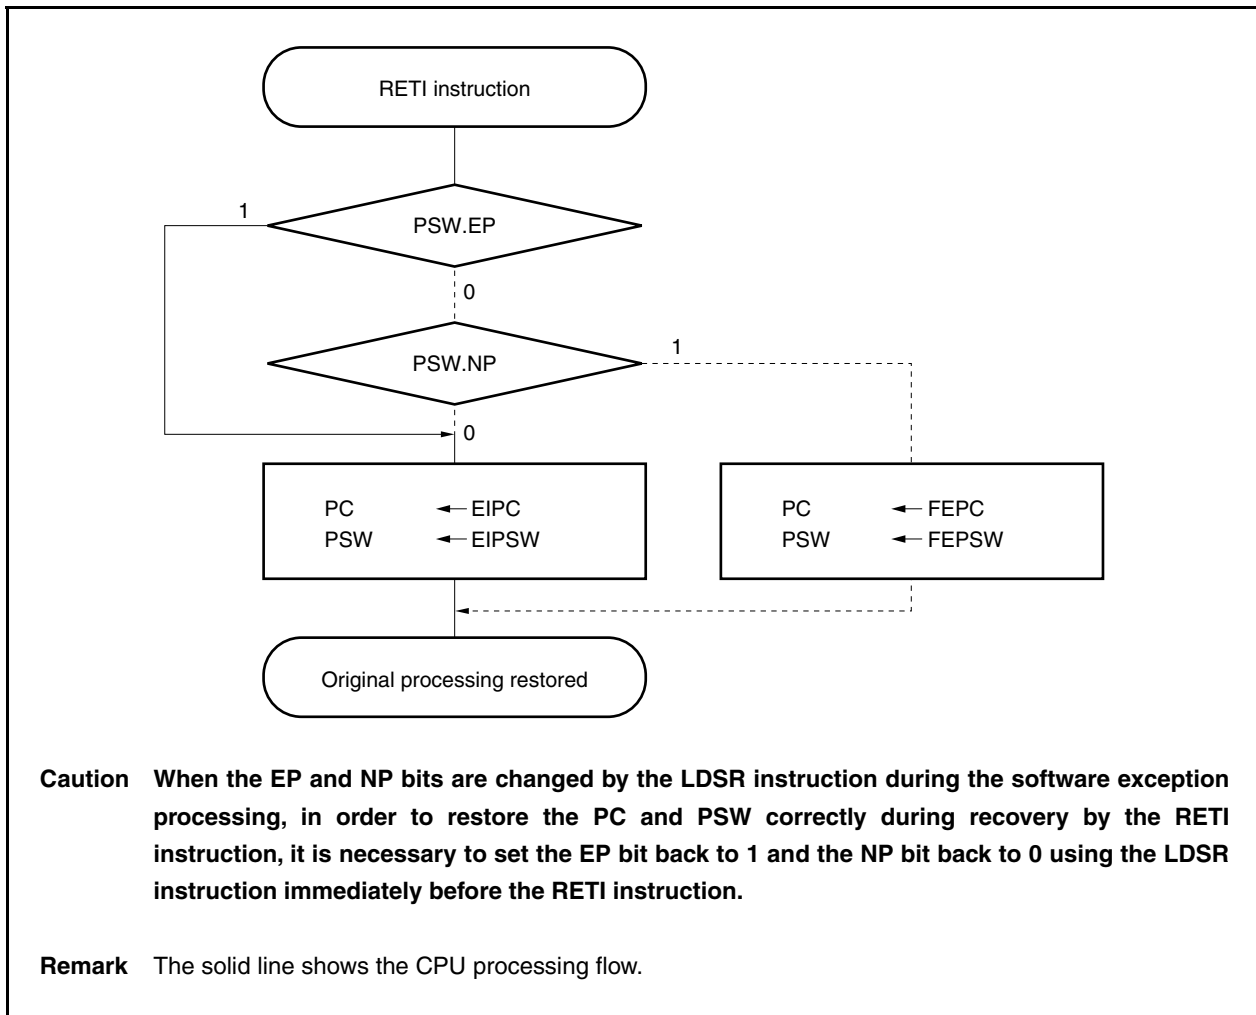 RETI instruction
1
PSW.EP
0
1
PSW.NP
0
PC ← EIPC
PSW ← EIPSW
PC ← FEPC
PSW ← FEPSW
Original processing restored
Caution When the EP and NP bits are changed by the LDSR instruction during the software exception
processing, in order to restore the PC and PSW correctly during recovery by the RETI
instruction, it is necessary to set the EP bit back to 1 and the NP bit back to 0 using the LDSR
instruction immediately before the RETI instruction.
Remark The solid line shows the CPU processing flow.